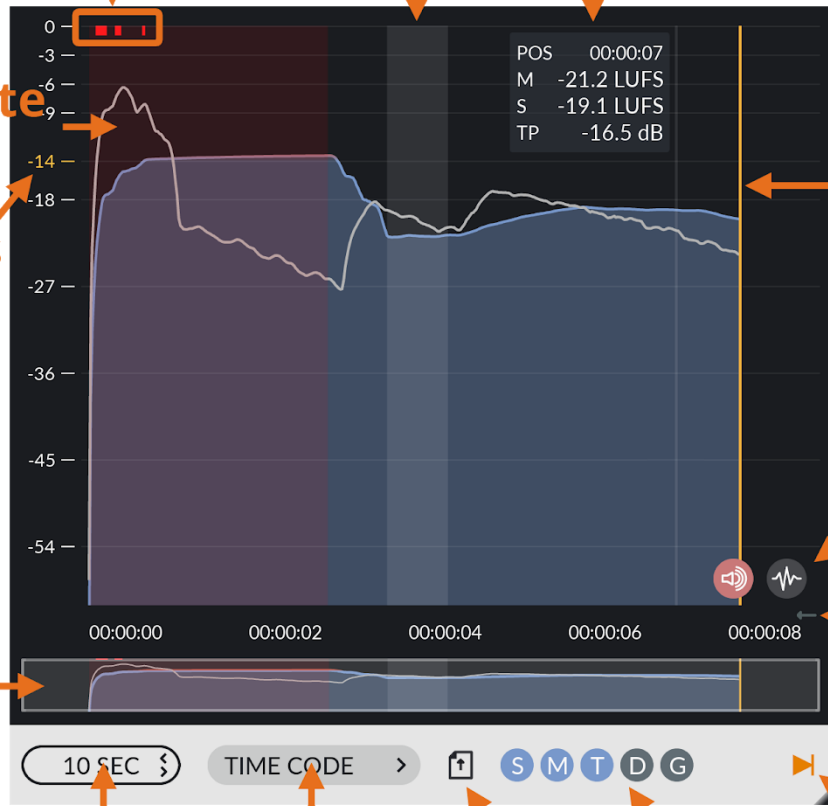 0
-3
-6
te
-9
-14
-18
-27
-36
-45
-54
POS 00:00:07
M -21.2 LUFS
S -19.1 LUFS
TP -16.5 dB
00:00:00 00:00:02 00:00:04 00:00:06 00:00:08
10 SEC TIME CODE S M T D G